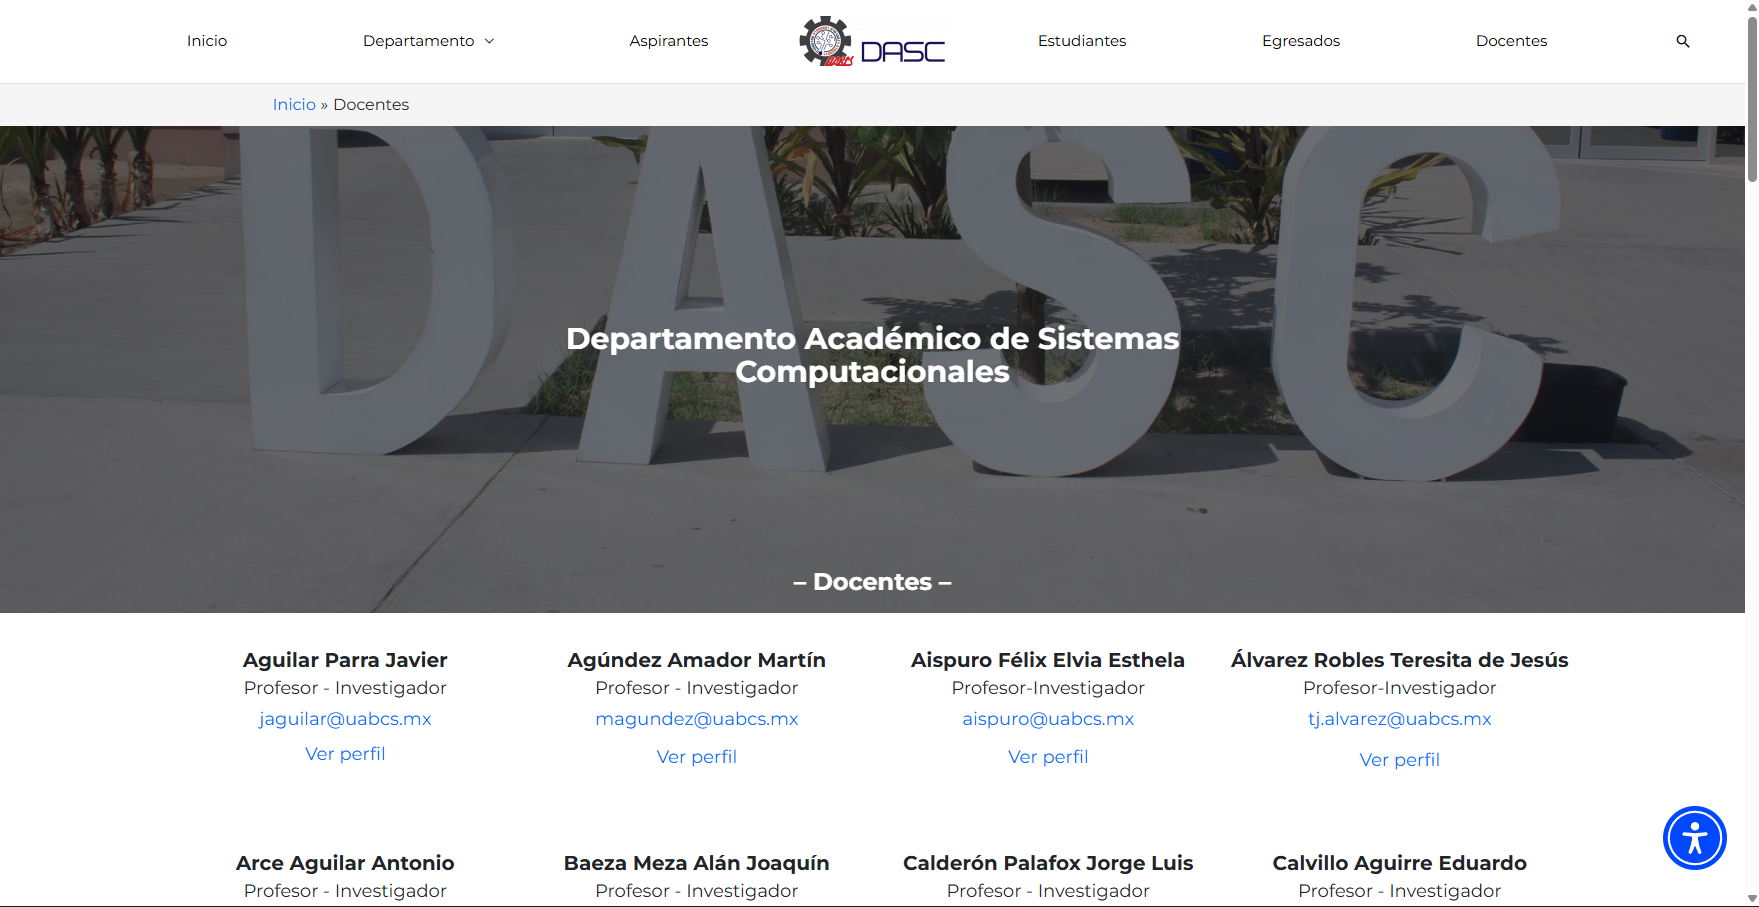 Inicio
Departamento
Aspirantes
DASC
Estudiantes
Egresados
Docentes
Inicio » Docentes
DASC
Departamento Académico de Sistemas
Computacionales
– Docentes –
Aguilar Parra Javier
Profesor - Investigador
jaguilar@uabcs.mx
Ver perfil
Agúndez Amador Martín
Profesor - Investigador
magundez@uabcs.mx
Ver perfil
Aispuro Félix Elvia Esthela
Profesor-Investigador
aispuro@uabcs.mx
Ver perfil
Álvarez Robles Teresita de Jesús
Profesor-Investigador
tj.alvarez@uabcs.mx
Ver perfil
Arce Aguilar Antonio
Profesor - Investigador
Baeza Meza Alán Joaquín
Profesor - Investigador
Calderón Palafox Jorge Luis
Profesor - Investigador
Calvillo Aguirre Eduardo
Profesor - Investigador